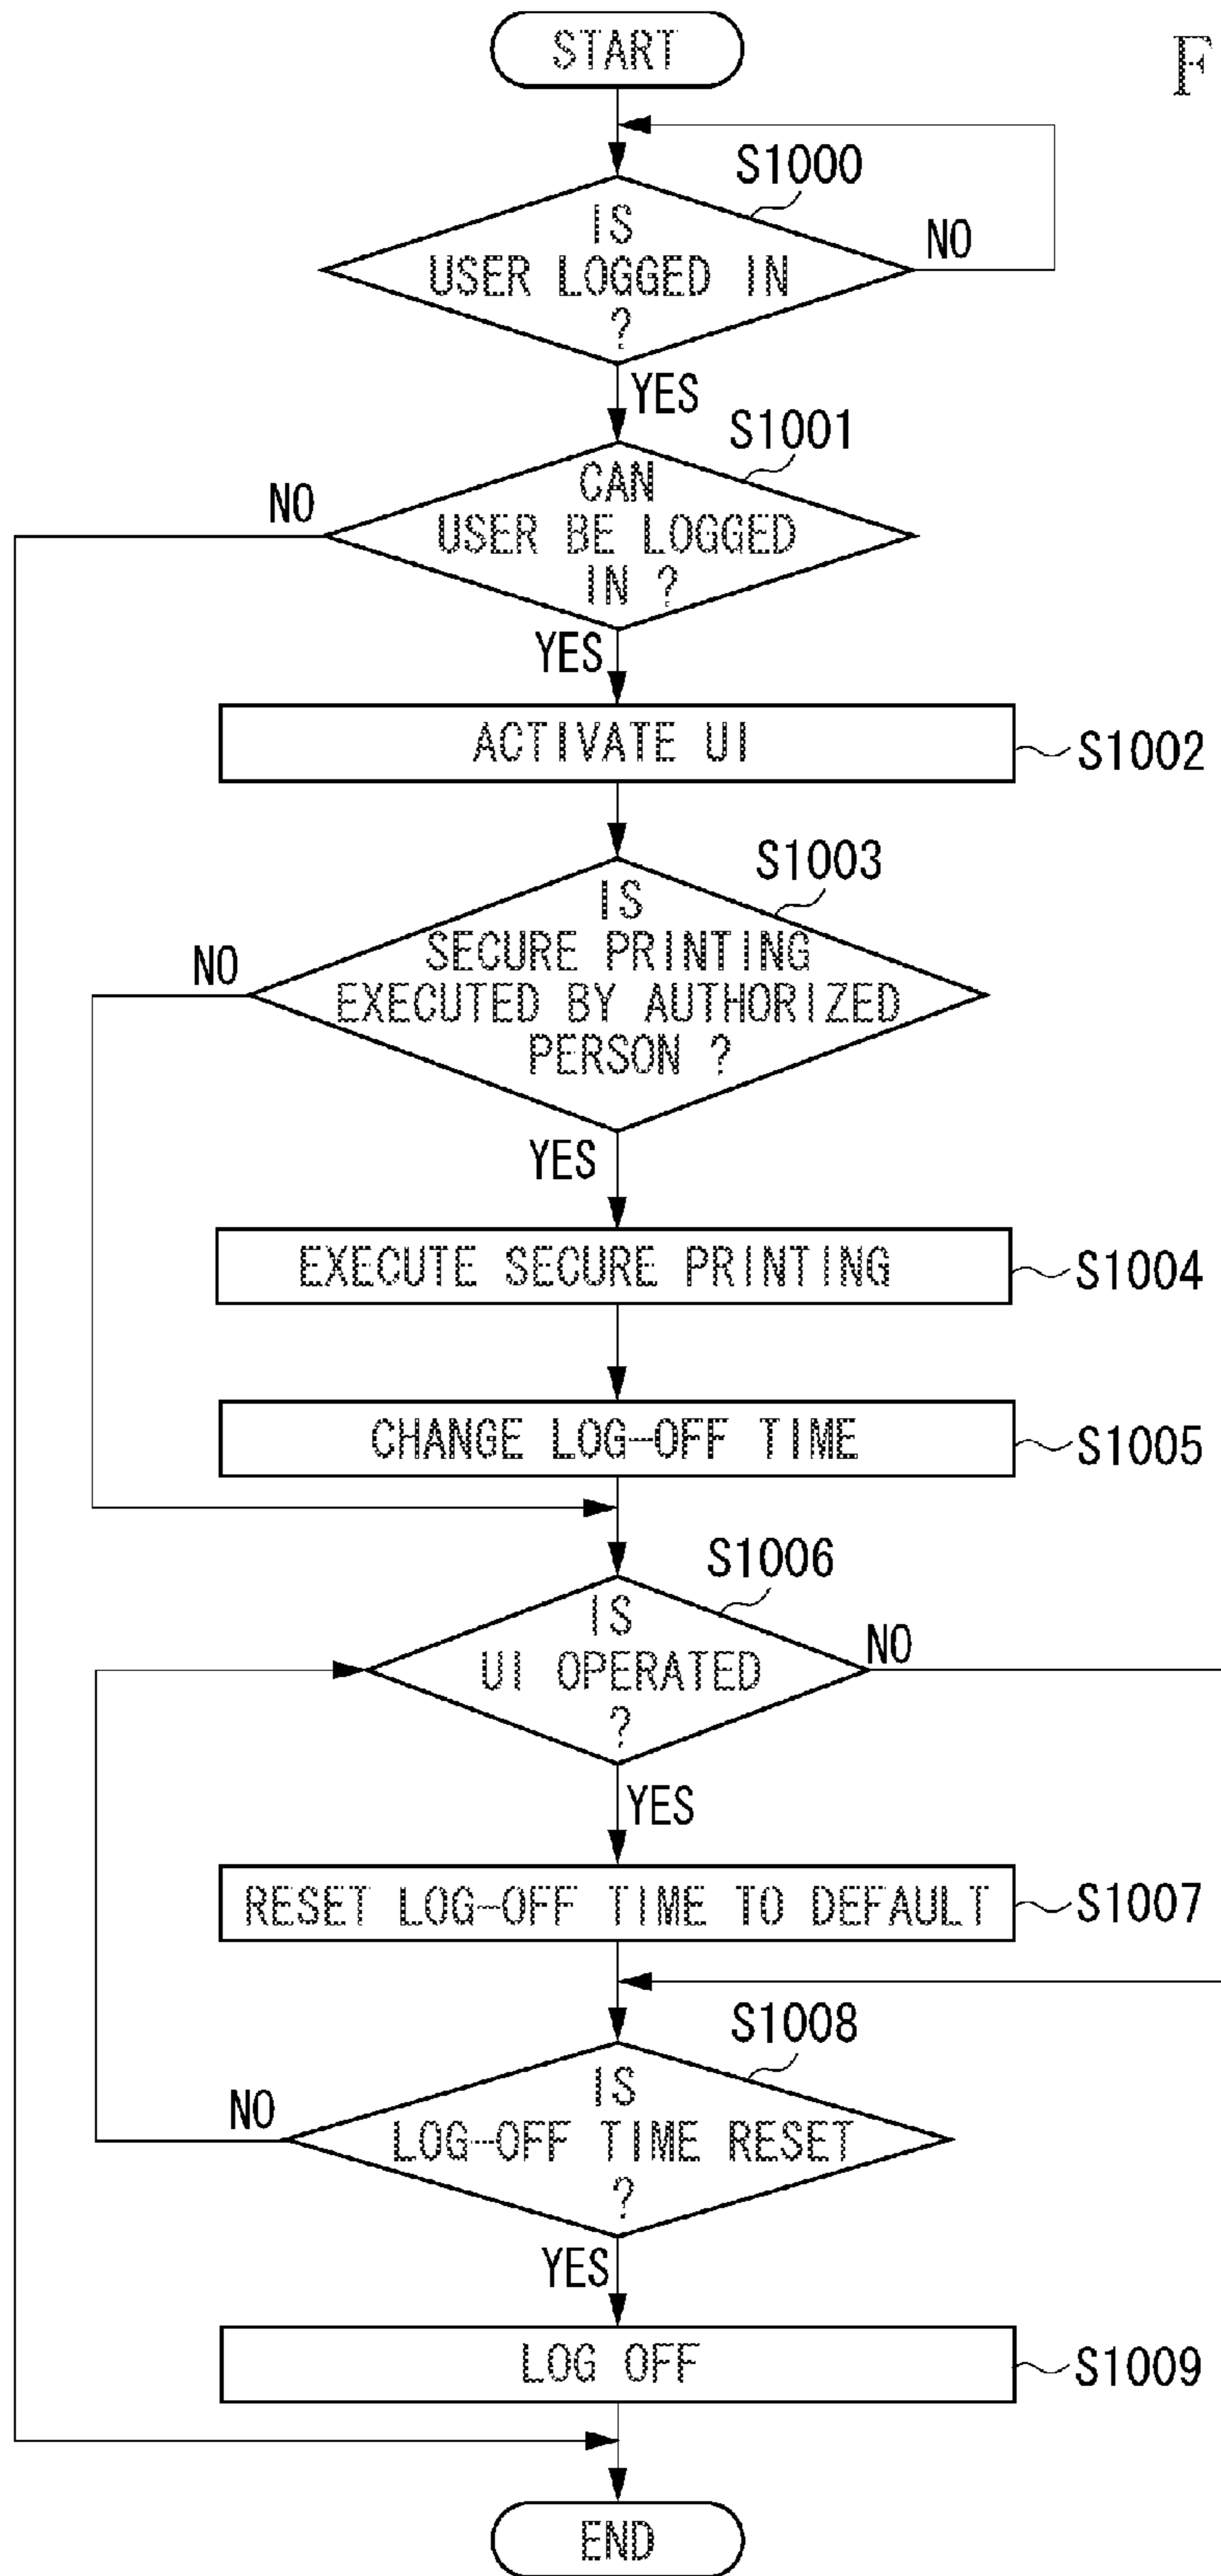 START
F
S1000
IS
USER LOGGED IN
?
NO
YES
S1001
CAN
USER BE LOGGED
IN ?
NO
YES
ACTIVATE UI
S1002
S1003
IS
SECURE PRINTING
EXECUTED BY AUTHORIZED
PERSON ?
NO
YES
EXECUTE SECURE PRINTING
S1004
CHANGE LOG-OFF TIME
S1005
S1006
IS
UI OPERATED
?
NO
YES
RESET LOG-OFF TIME TO DEFAULT
S1007
S1008
IS
LOG-OFF TIME RESET
?
NO
YES
LOG OFF
S1009
END